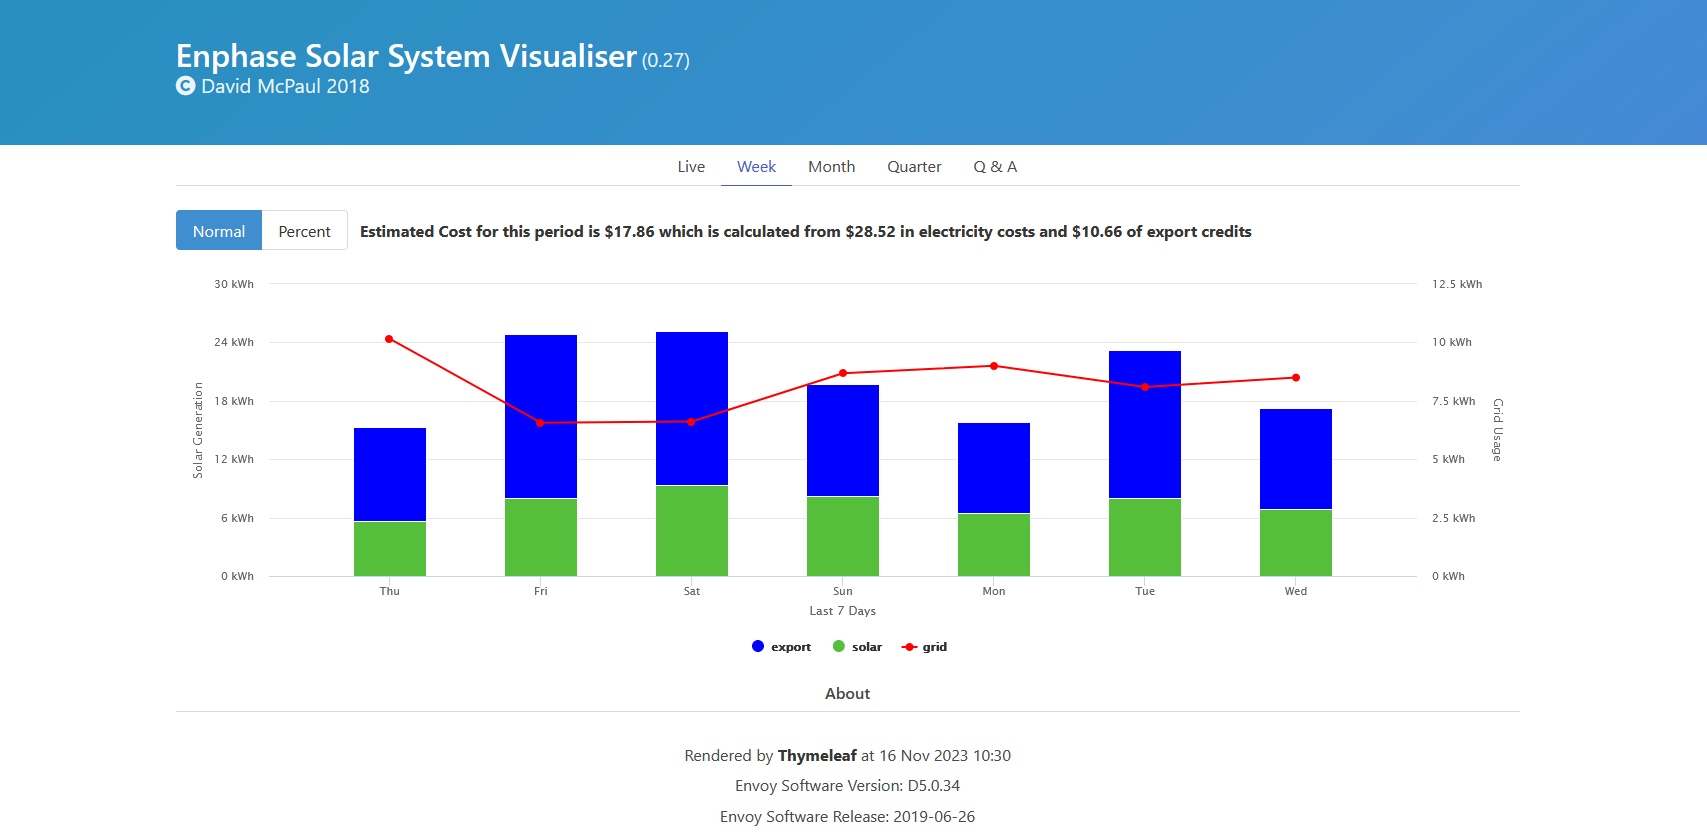 Enphase Solar System Visualiser (0.27)
© David McPaul 2018
Live Week Month Quarter Q & A
Normal Percent Estimated Cost for this period is $17.86 which is calculated from $28.52 in electricity costs and $10.66 of export credits
30 kWh 12.5 kWh
24 kWh 10 kWh
18 kWh 7.5 kWh
12 kWh 5 kWh
6 kWh 2.5 kWh
0 kWh 0 kWh
Solar Generation
Grid Usage
Thu Fri Sat Sun Mon Tue Wed
Last 7 Days
export solar grid
About
Rendered by Thymeleaf at 16 Nov 2023 10:30
Envoy Software Version: D5.0.34
Envoy Software Release: 2019-06-26